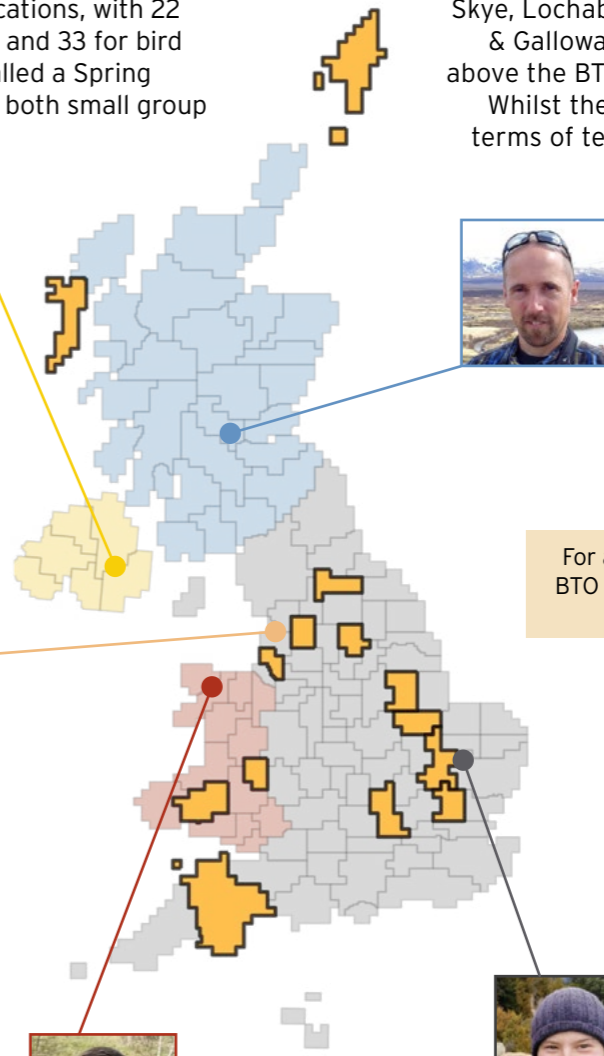 cations, with 22
and 33 for bird
lled a Spring
both small group
Skye, Lochab
& Gallowa
above the BT
Whilst the
terms of te
For
BTO